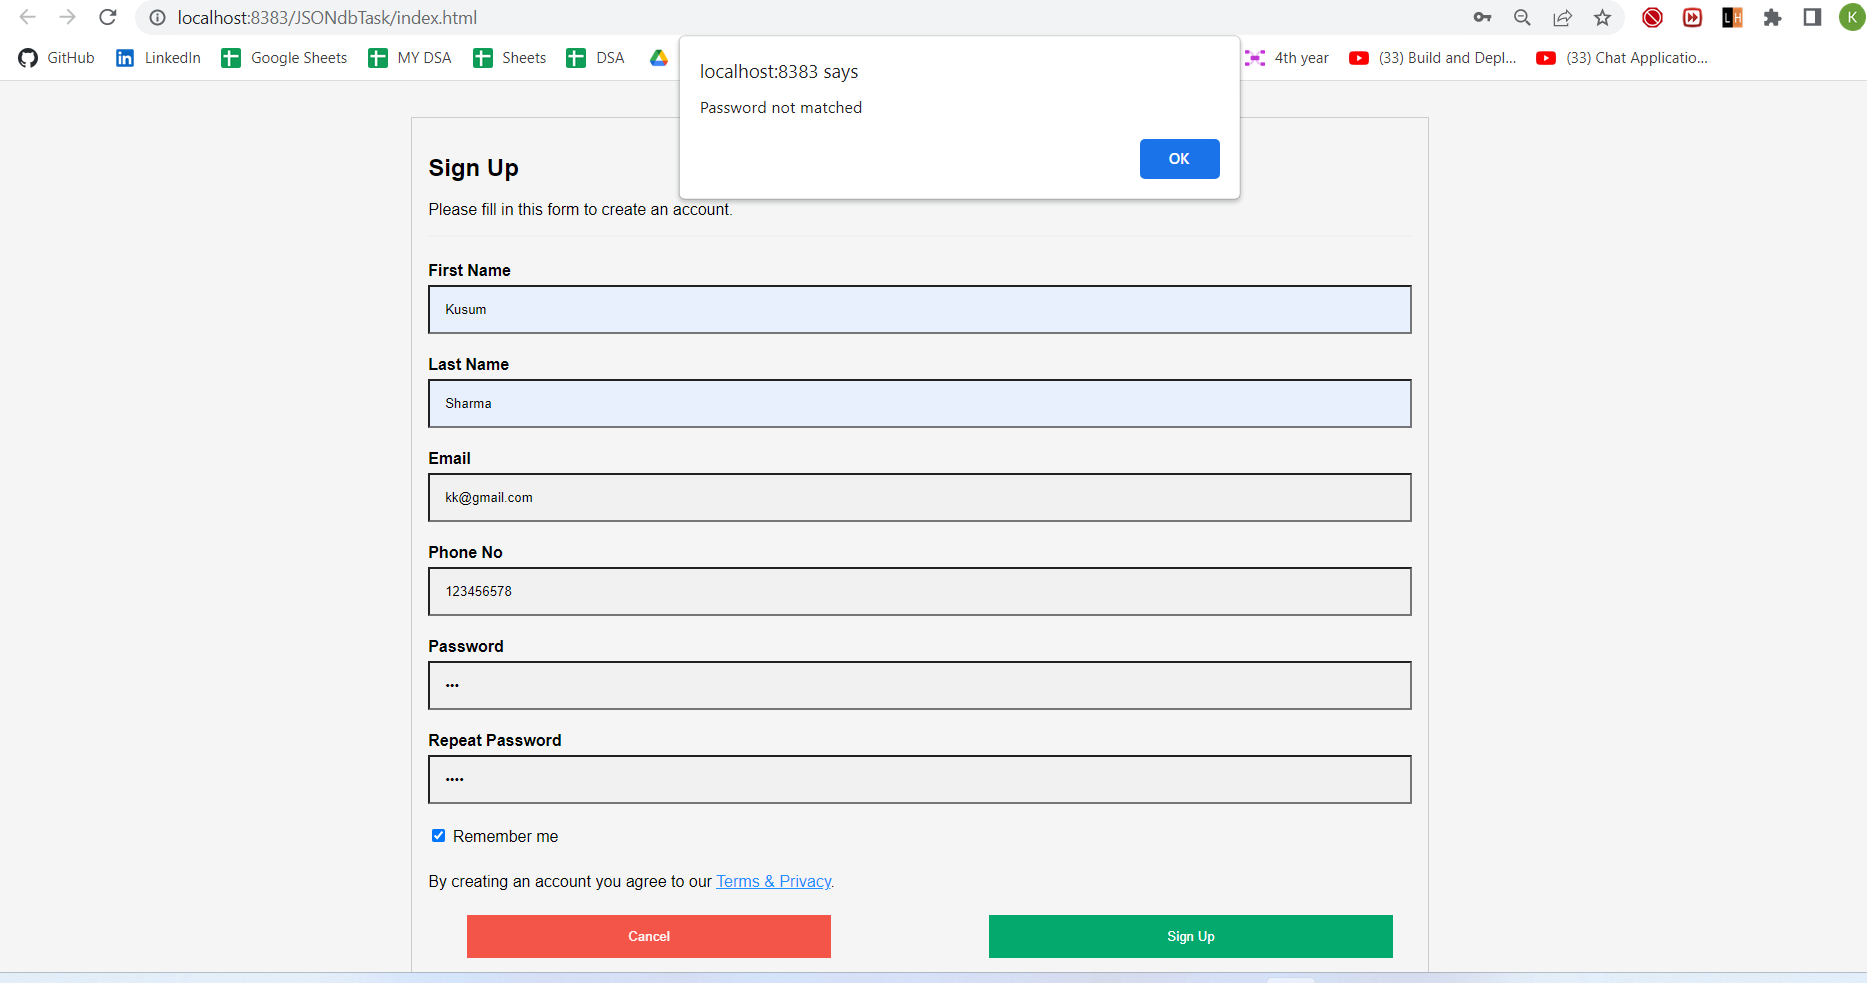 localhost:8383/JSONdbTask/index.html
K
GitHub LinkedIn Google Sheets MY DSA Sheets DSA 4th year (33) Build and Depl... (33) Chat Applicatio...
localhost:8383 says
Password not matched
OK
Sign Up
Please fill in this form to create an account.
First Name
Kusum
Last Name
Sharma
Email
kk@gmail.com
Phone No
123456578
Password
Repeat Password
Remember me
By creating an account you agree to our Terms & Privacy.
Cancel Sign Up